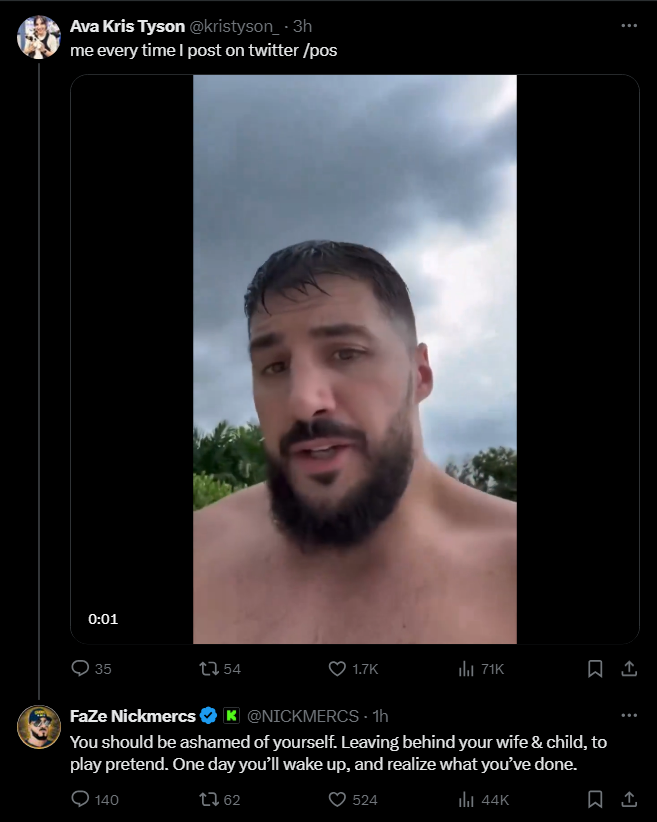 Ava Kris Tyson @kristyson_ · 3h
me every time I post on twitter /pos
0:01
35 54 1.7K 71K
FaZe Nickmercs K @NICKMERCS · 1h
You should be ashamed of yourself. Leaving behind your wife & child, to
play pretend. One day you'll wake up, and realize what you've done.
140 62 524 44K